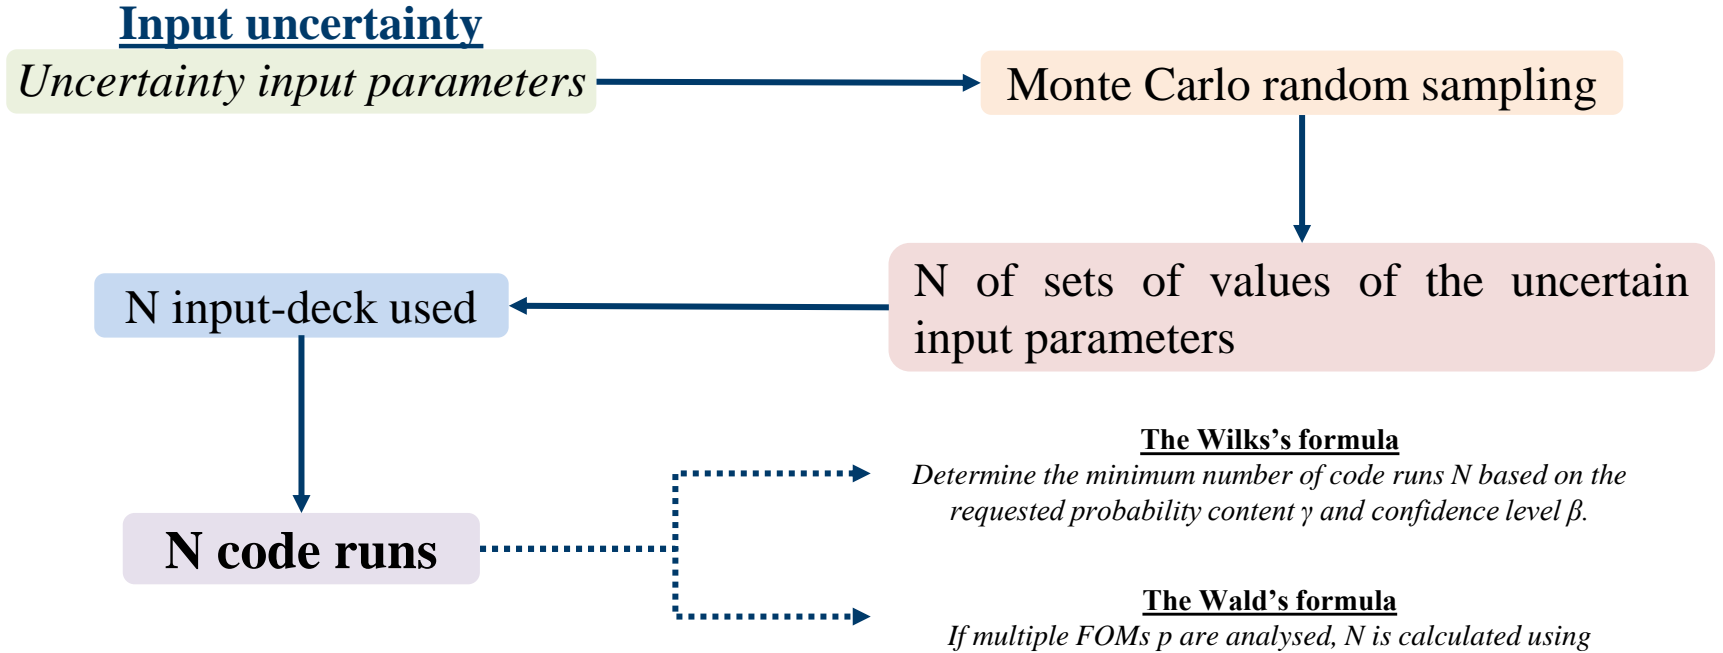 Input uncertainty
Uncertainty input parameters
Monte Carlo random sampling
N of sets of values of the uncertain
input parameters
N input-deck used
N code runs
The Wilks’s formula
Determine the minimum number of code runs N based on the
requested probability content γ and confidence level β.
The Wald’s formula
If multiple FOMs p are analysed, N is calculated using